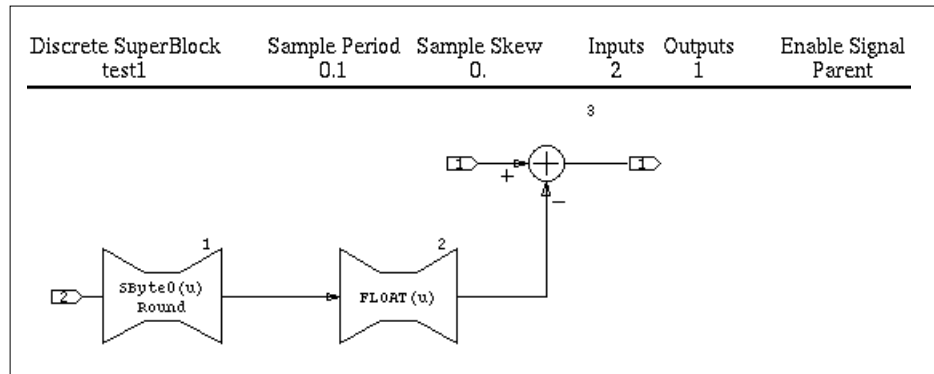 Discrete SuperBlock Sample Period Sample Skew Inputs Outputs Enable Signal
test1 0.1 0. 2 1 Parent
3
1 + 1
−
1 2
2 SByte0(u) FLOAT(u)
Round